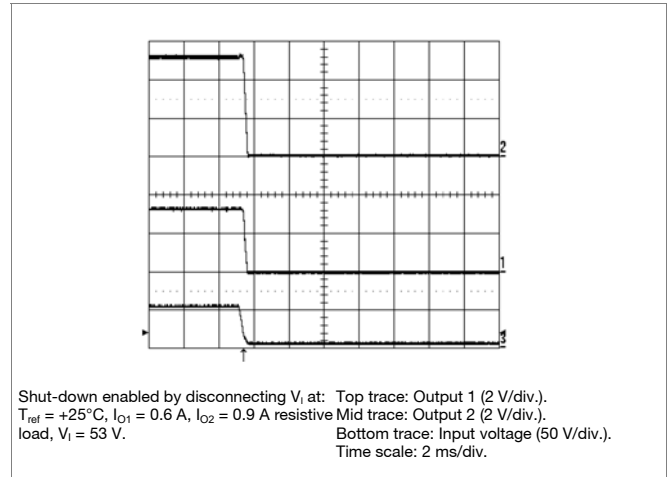 2
1
3
Shut-down enabled by disconnecting VI at:
Tref = +25°C, IO1 = 0.6 A, IO2 = 0.9 A resistive
load, VI = 53 V.
Top trace: Output 1 (2 V/div.).
Mid trace: Output 2 (2 V/div.).
Bottom trace: Input voltage (50 V/div.).
Time scale: 2 ms/div.